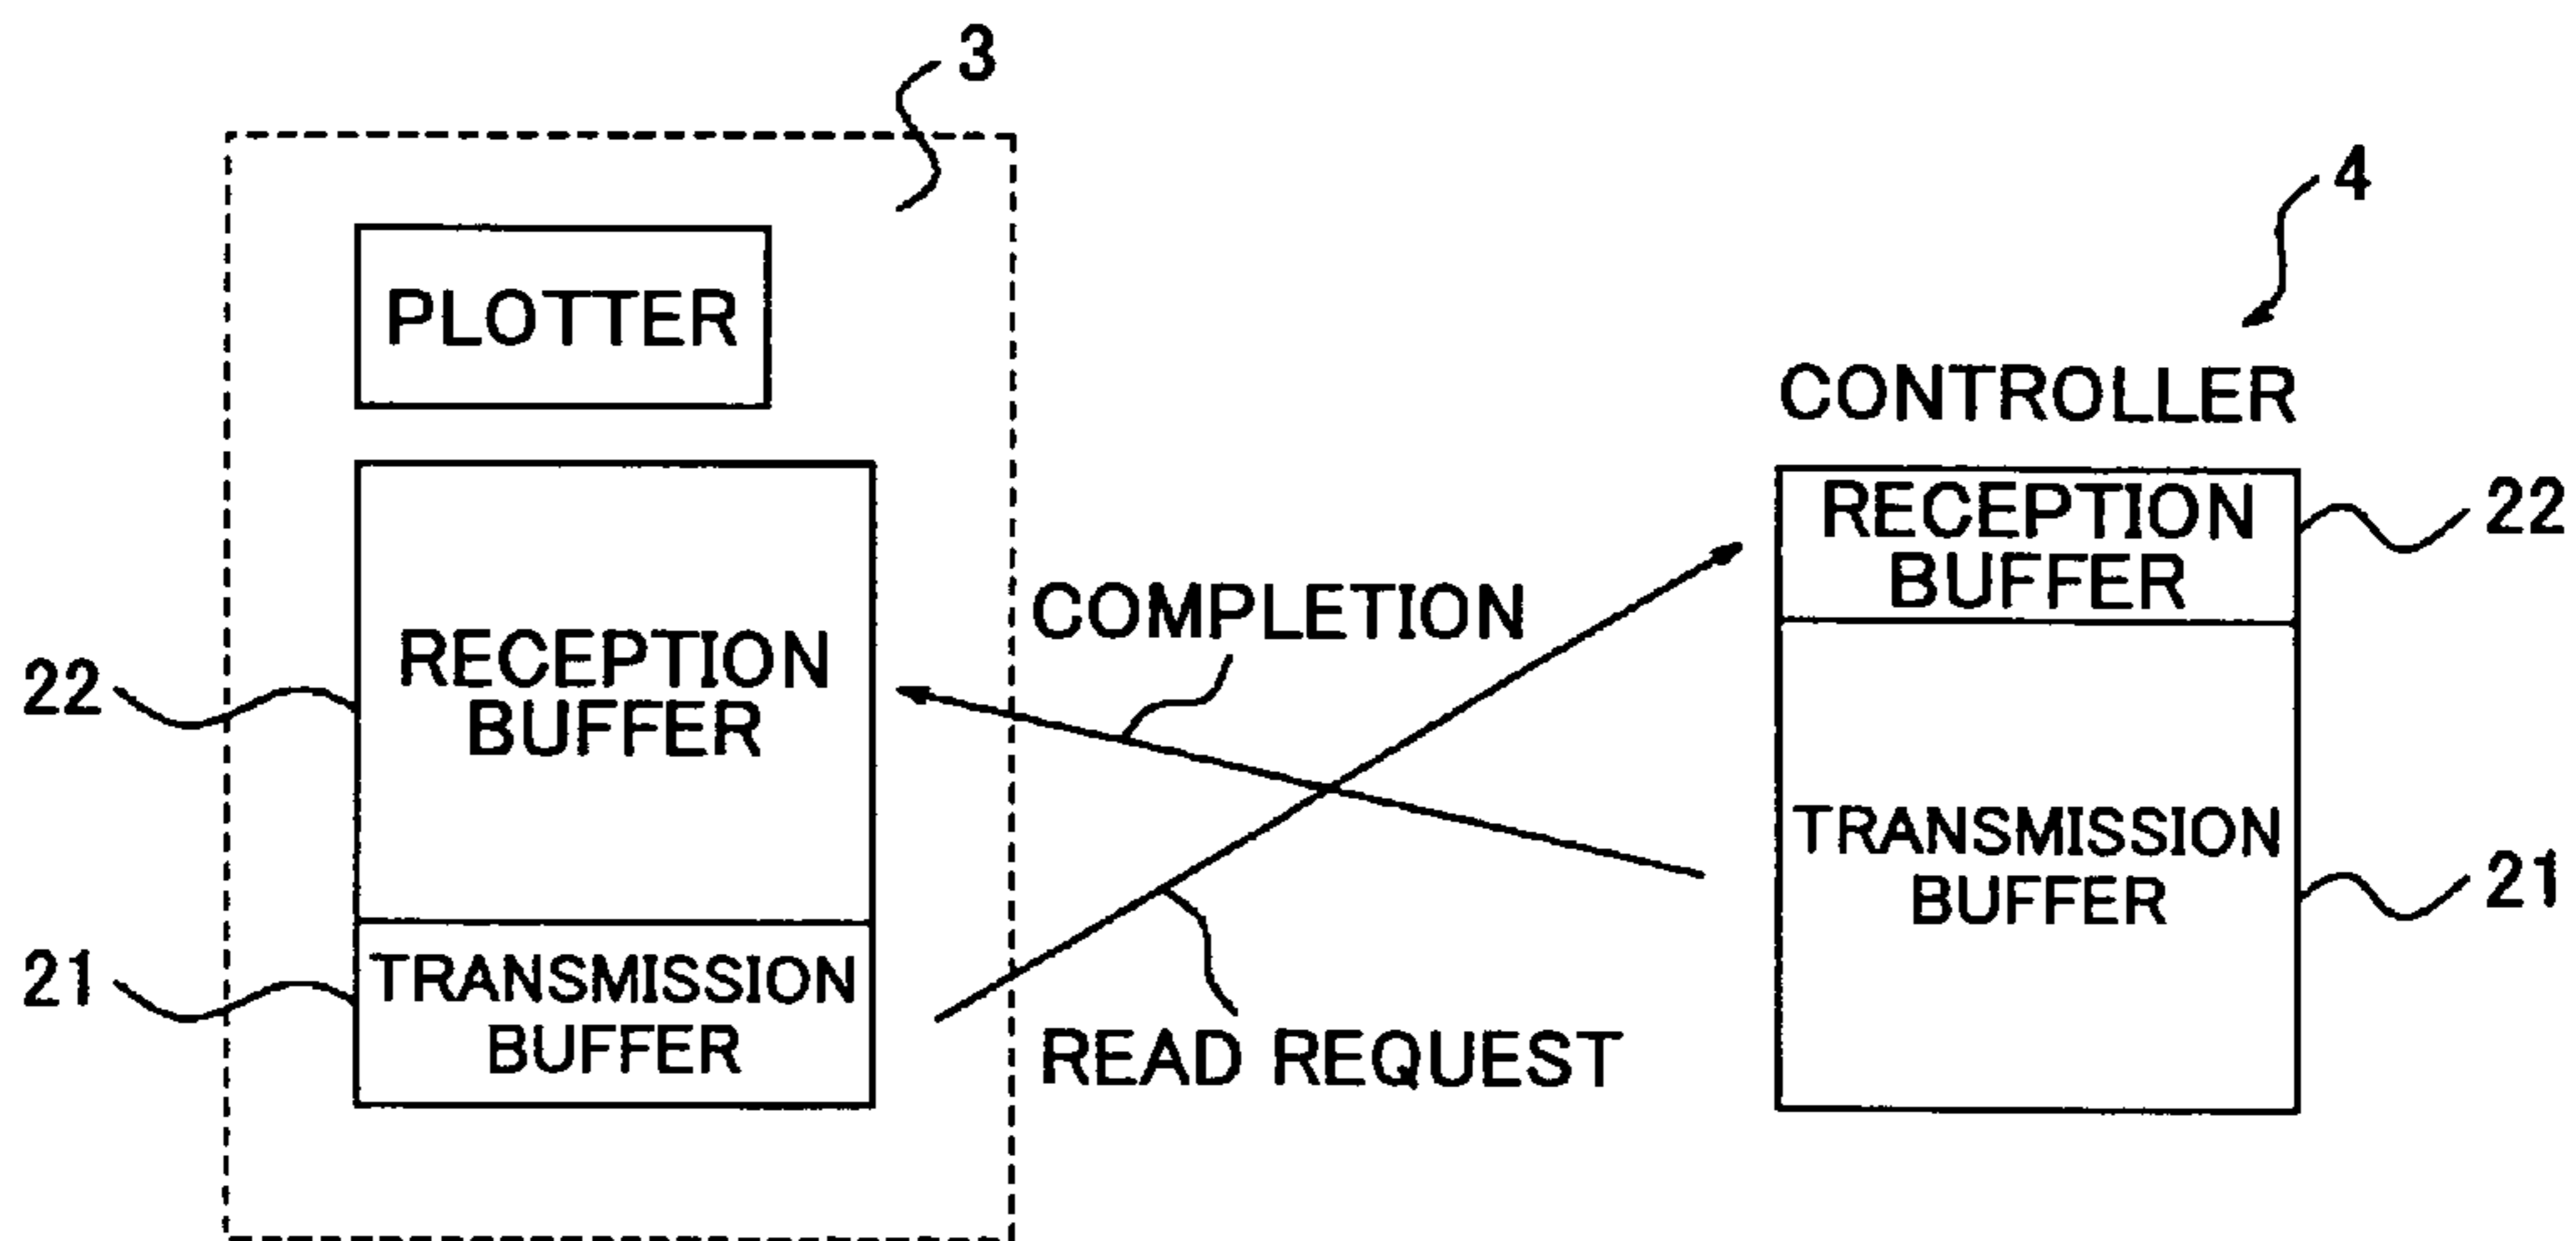 3
4
PLOTTER
CONTROLLER
RECEPTION
BUFFER
22
COMPLETION
RECEPTION
BUFFER
22
TRANSMISSION
BUFFER
21
TRANSMISSION
BUFFER
21
READ REQUEST